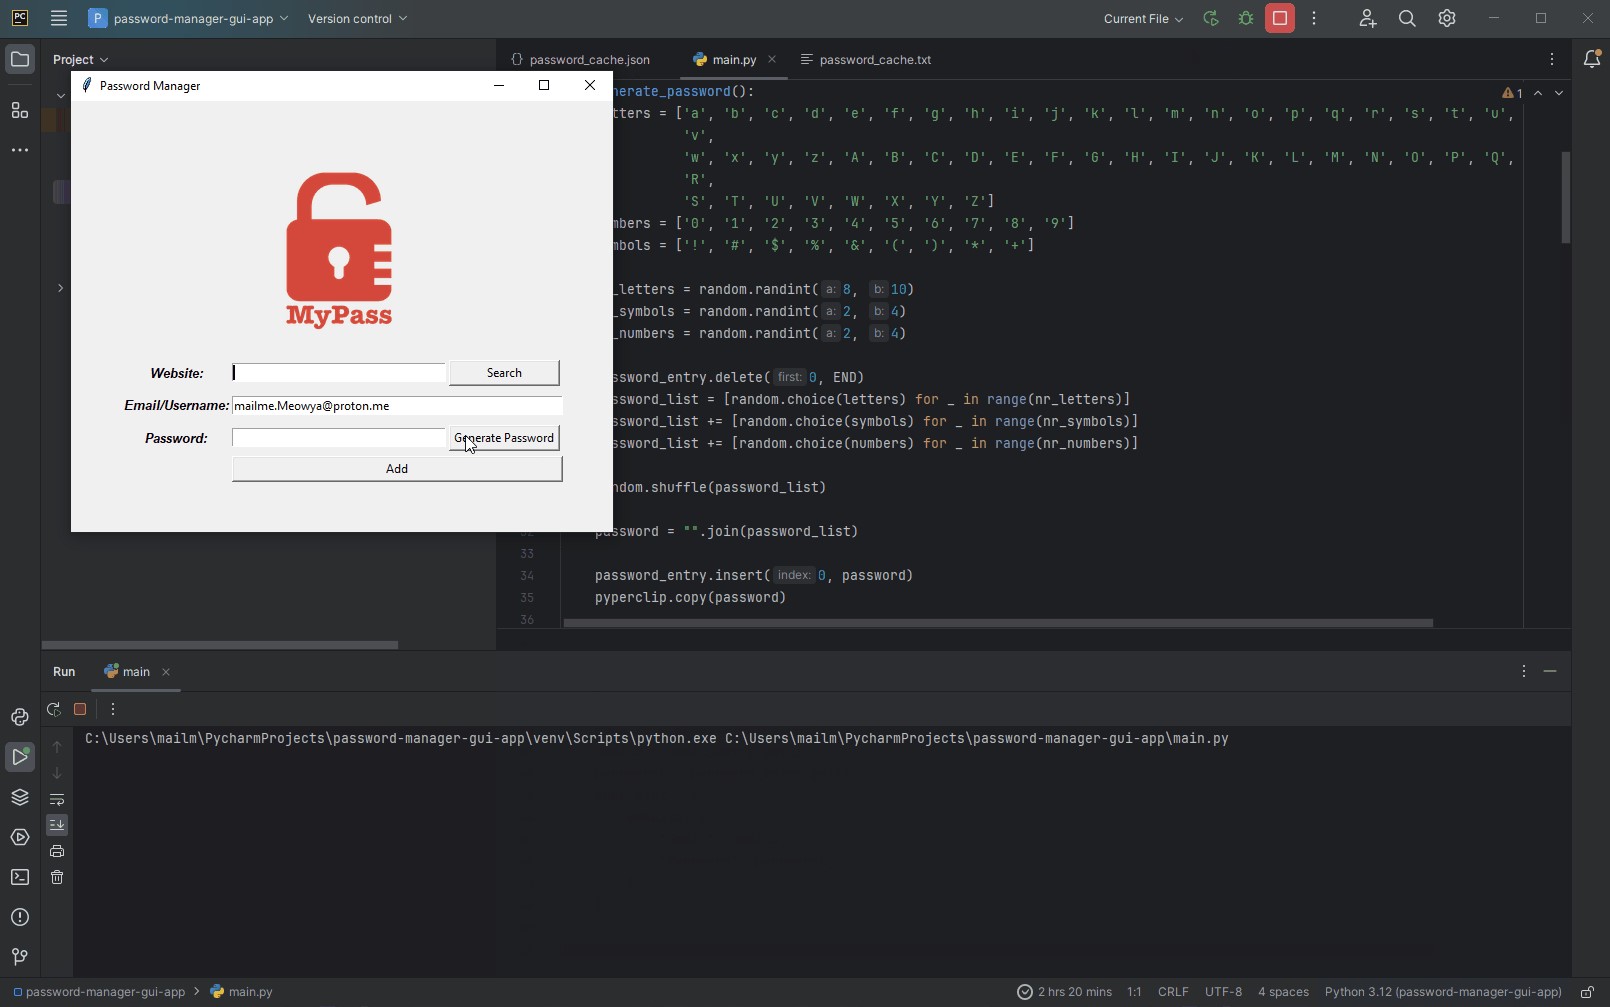 PC
P password-manager-gui-app
Version control
Current File
Project
password_cache.json
main.py
password_cache.txt
Password Manager
MyPass
Website:
Search
Email/Username:
mailme.Meowya@proton.me
Password:
Generate Password
Add
nerate_password():
1
tters = ['a', 'b', 'c', 'd', 'e', 'f', 'g', 'h', 'i', 'j', 'k', 'l', 'm', 'n', 'o', 'p', 'q', 'r', 's', 't', 'u',
'v',
'w', 'x', 'y', 'z', 'A', 'B', 'C', 'D', 'E', 'F', 'G', 'H', 'I', 'J', 'K', 'L', 'M', 'N', 'O', 'P', 'Q',
'R',
'S', 'T', 'U', 'V', 'W', 'X', 'Y', 'Z']
mbers = ['0', '1', '2', '3', '4', '5', '6', '7', '8', '9']
mbols = ['!', '#', '$', '%', '&', '(', ')', '*', '+']
_letters = random.randint( a: 8, b: 10)
_symbols = random.randint( a: 2, b: 4)
_numbers = random.randint( a: 2, b: 4)
ssword_entry.delete( first: 0, END)
ssword_list = [random.choice(letters) for _ in range(nr_letters)]
ssword_list += [random.choice(symbols) for _ in range(nr_symbols)]
ssword_list += [random.choice(numbers) for _ in range(nr_numbers)]
ndom.shuffle(password_list)
password = "".join(password_list)
33
34 password_entry.insert( index: 0, password)
35 pyperclip.copy(password)
36
Run
main
C:\Users\mailm\PycharmProjects\password-manager-gui-app\venv\Scripts\python.exe C:\Users\mailm\PycharmProjects\password-manager-gui-app\main.py
password-manager-gui-app > main.py
2 hrs 20 mins
1:1
CRLF
UTF-8
4 spaces
Python 3.12 (password-manager-gui-app)